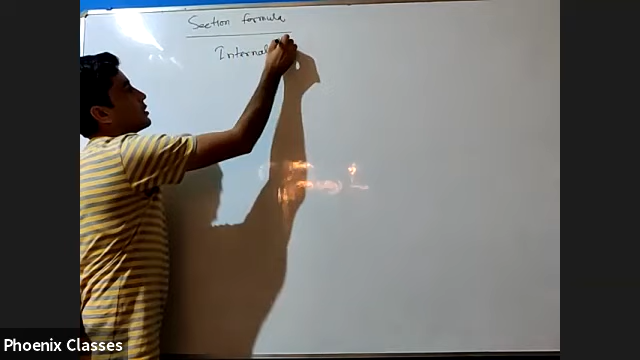 Section formula
Internal
Phoenix Classes